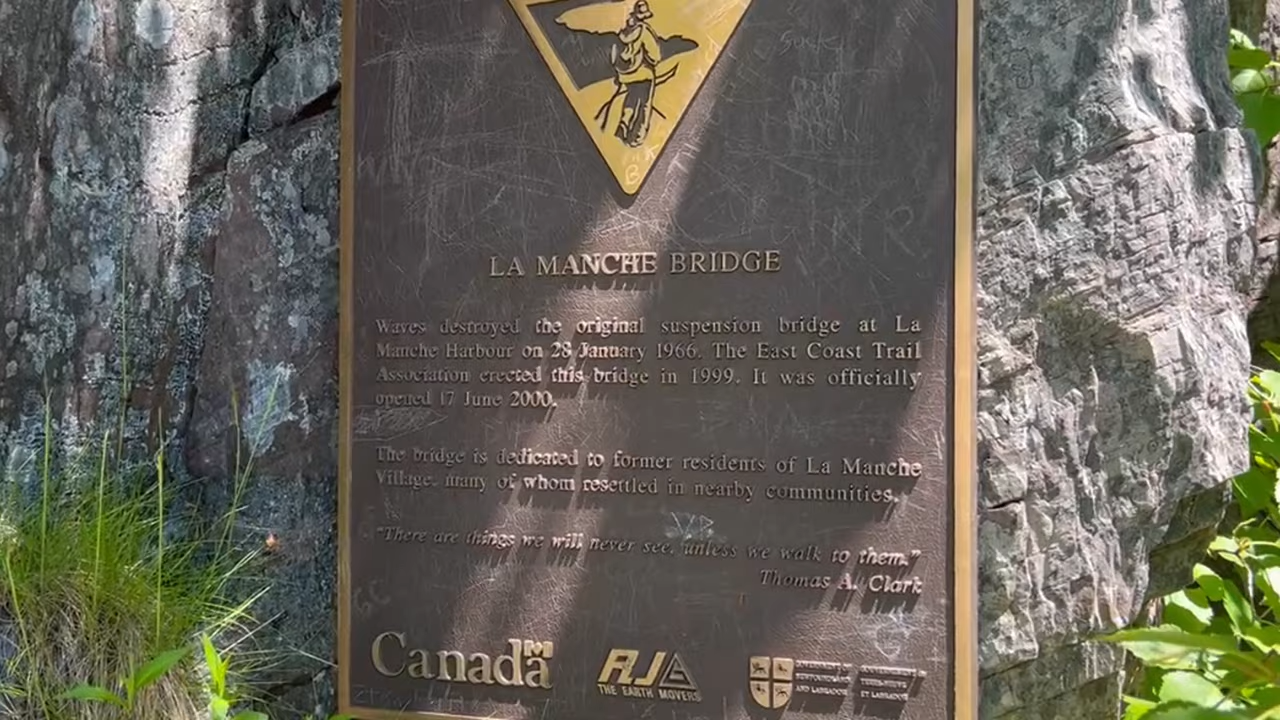 LA MANCHE BRIDGE
Waves destroyed the original suspension bridge at La
Manche Harbour on 28 January 1966. The East Coast Trail
Association erected this bridge in 1999. It was officially
opened 17 June 2000.
The bridge is dedicated to former residents of La Manche
Village, many of whom resettled in nearby communities.
"There are things we will never see, unless we walk to them."
Thomas A. Clark
Canada
RJG
THE EARTH MOVERS